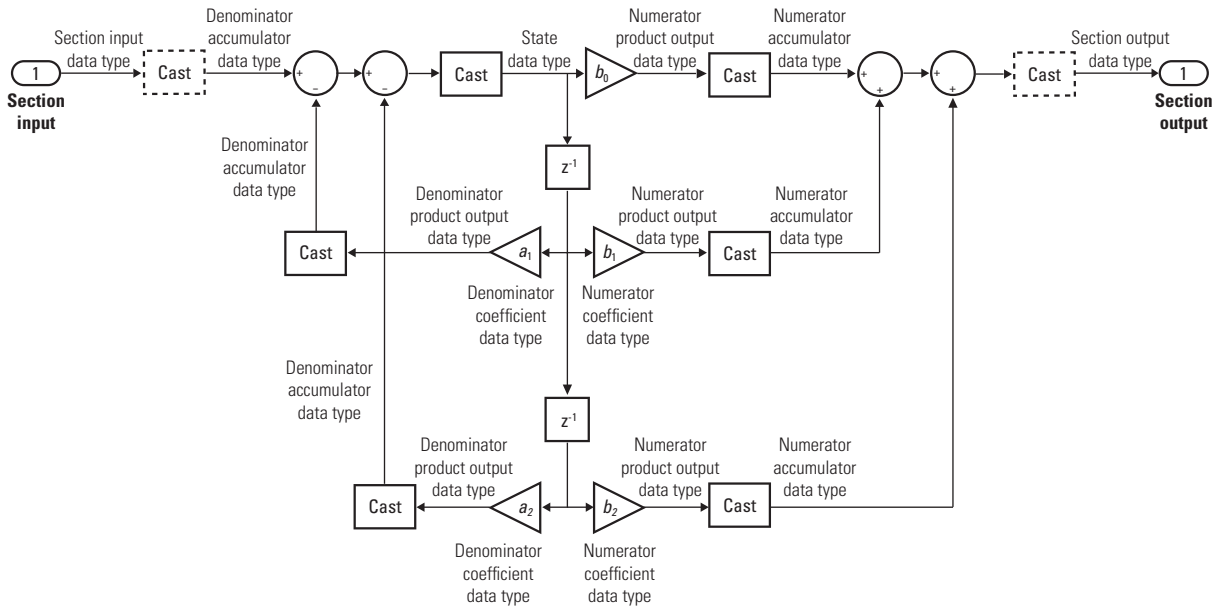 Section input
data type
Denominator
accumulator
data type
State
data type
Numerator
product output
data type
Numerator
accumulator
data type
Section output
data type
1
Section
input
Cast
+
−
+
−
Cast
b0
Cast
+
+
+
+
Cast
1
Section
output
Denominator
accumulator
data type
z-1
Denominator
product output
data type
Numerator
product output
data type
Numerator
accumulator
data type
Cast
a1
b1
Cast
Denominator
coefficient
data type
Numerator
coefficient
data type
Denominator
accumulator
data type
z-1
Denominator
product output
data type
Numerator
product output
data type
Numerator
accumulator
data type
Cast
a2
b2
Cast
Denominator
coefficient
data type
Numerator
coefficient
data type